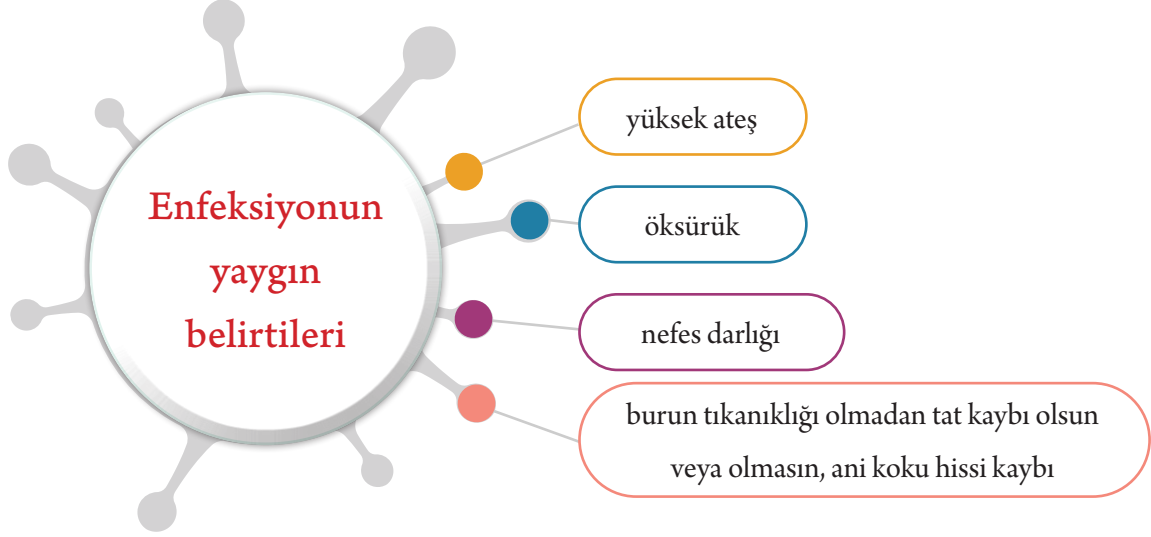 Enfeksiyonun
yaygın
belirtileri
yüksek ateş
öksürük
nefes darlığı
burun tıkanıklığı olmadan tat kaybı olsun
veya olmasın, ani koku hissi kaybı